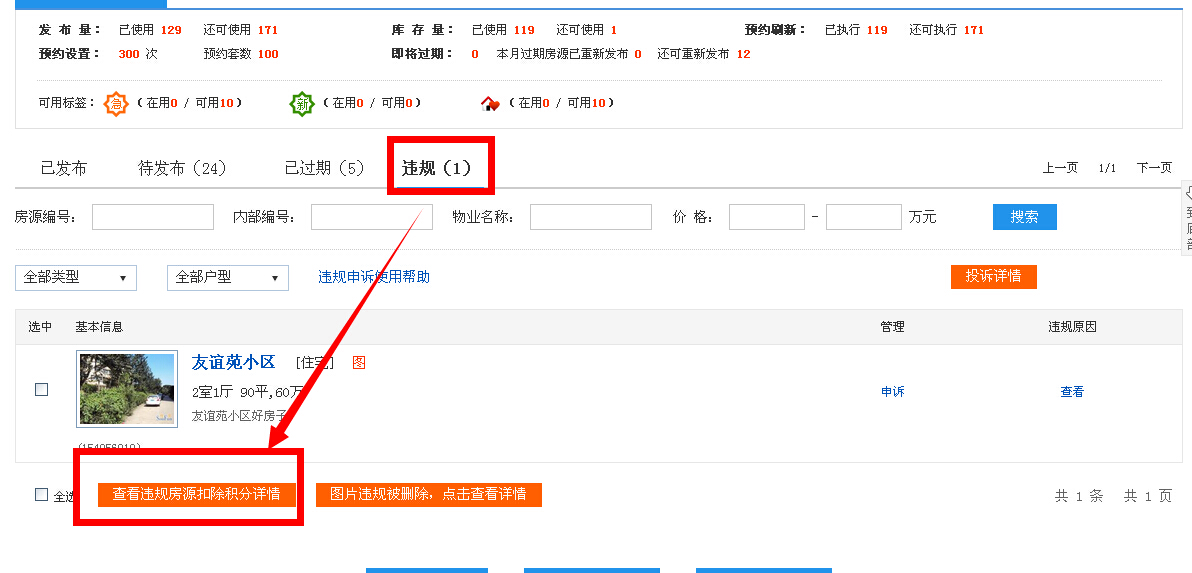 发 布 量： 已使用 129 还可使用 171 库 存 量： 已使用 119 还可使用 1 预约刷新： 已执行 119 还可执行 171
预约设置： 300 次 预约套数 100 即将过期： 0 本月过期房源已重新发布 0 还可重新发布 12
可用标签： 急 （在用0 / 可用10） 新 （在用0 / 可用0） （在用0 / 可用10）
已发布 待发布（24） 已过期（5） 违规（1） 上一页 1/1 下一页
房源编号： 内部编号： 物业名称： 价 格： - 万元 搜索
到底部
全部类型 全部户型 违规申诉使用帮助 投诉详情
选中 基本信息 管理 违规原因
友谊苑小区 [住宅] 图
2室1厅 90平,60万 申诉 查看
友谊苑小区好房子
全选 查看违规房源扣除积分详情 图片违规被删除，点击查看详情 共 1 条 共 1 页